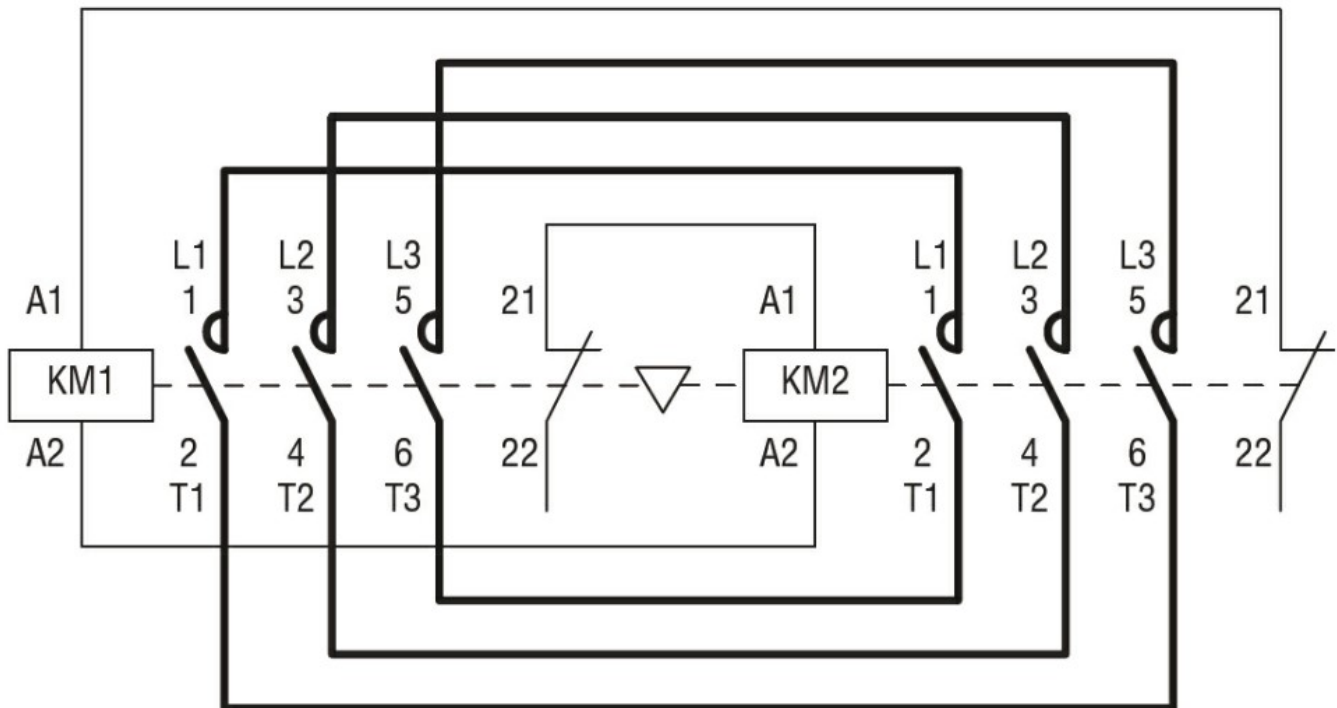 L1 L2 L3 L1 L2 L3
A1 1 3 5 21 A1 1 3 5 21
KM1 KM2
A2 2 4 6 22 A2 2 4 6 22
T1 T2 T3 T1 T2 T3